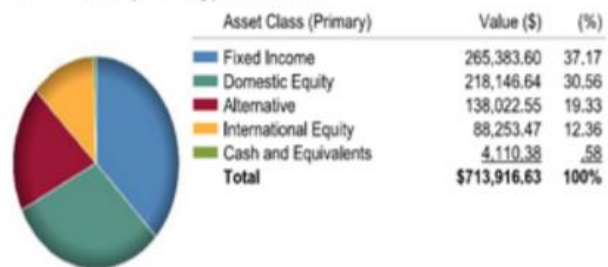 Asset Class (Primary) Value ($) (%)
Fixed Income 265,383.60 37.17
Domestic Equity 218,146.64 30.56
Alternative 138,022.55 19.33
International Equity 88,253.47 12.36
Cash and Equivalents 4,110.38 .58
Total $713,916.63 100%